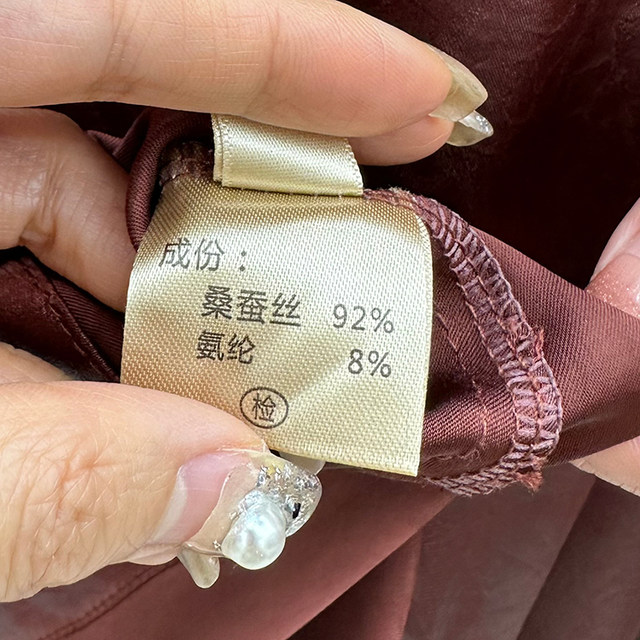 成份：
桑蚕丝 92%
氨纶 8%
检